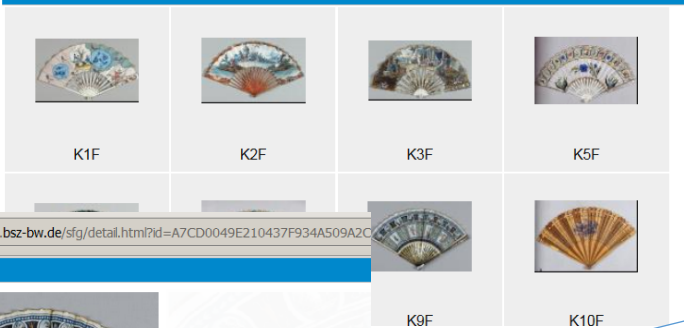 K1F K2F K3F K5F
.bsz-bw.de/sfg/detail.html?id=A7CD0049E210437F934A509A2C
K9F K10F